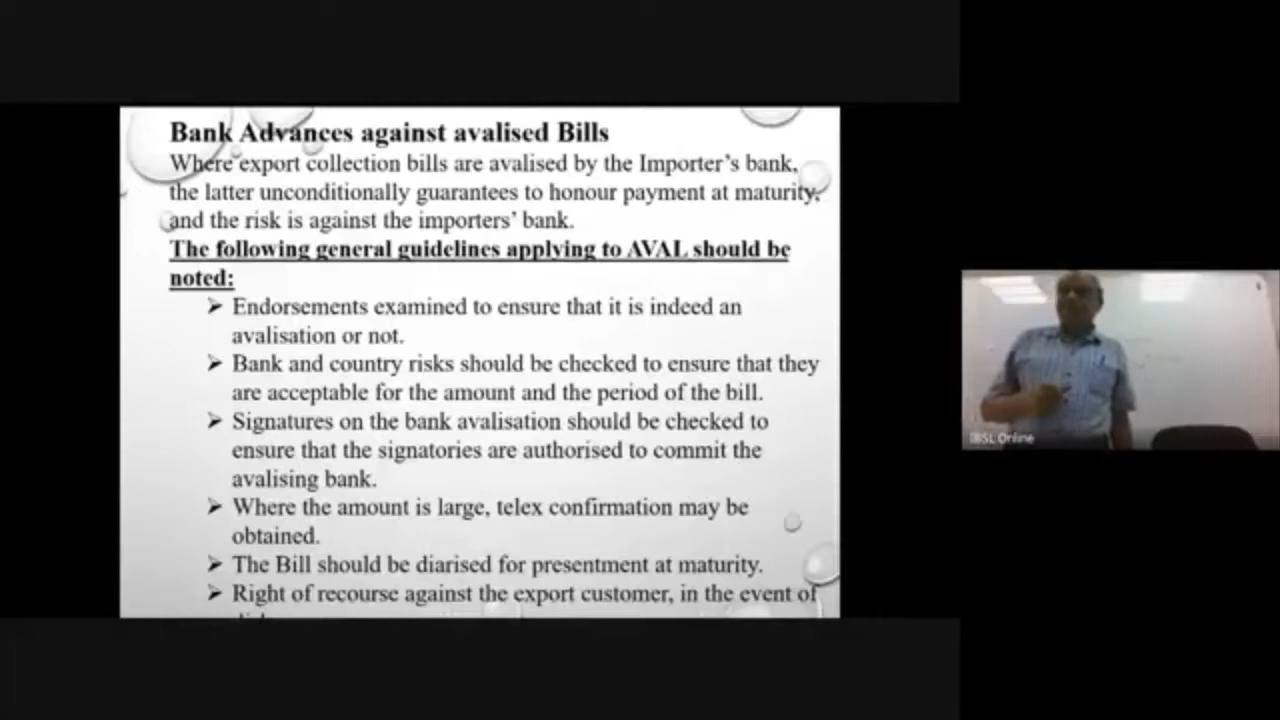 Bank Advances against avalised Bills
Where export collection bills are avalised by the Importer's bank,
the latter unconditionally guarantees to honour payment at maturity,
and the risk is against the importers' bank.
The following general guidelines applying to AVAL should be
noted:
➢ Endorsements examined to ensure that it is indeed an
avalisation or not.
➢ Bank and country risks should be checked to ensure that they
are acceptable for the amount and the period of the bill.
➢ Signatures on the bank avalisation should be checked to
ensure that the signatories are authorised to commit the
avalising bank.
➢ Where the amount is large, telex confirmation may be
obtained.
➢ The Bill should be diarised for presentment at maturity.
➢ Right of recourse against the export customer, in the event of
IBSL Online